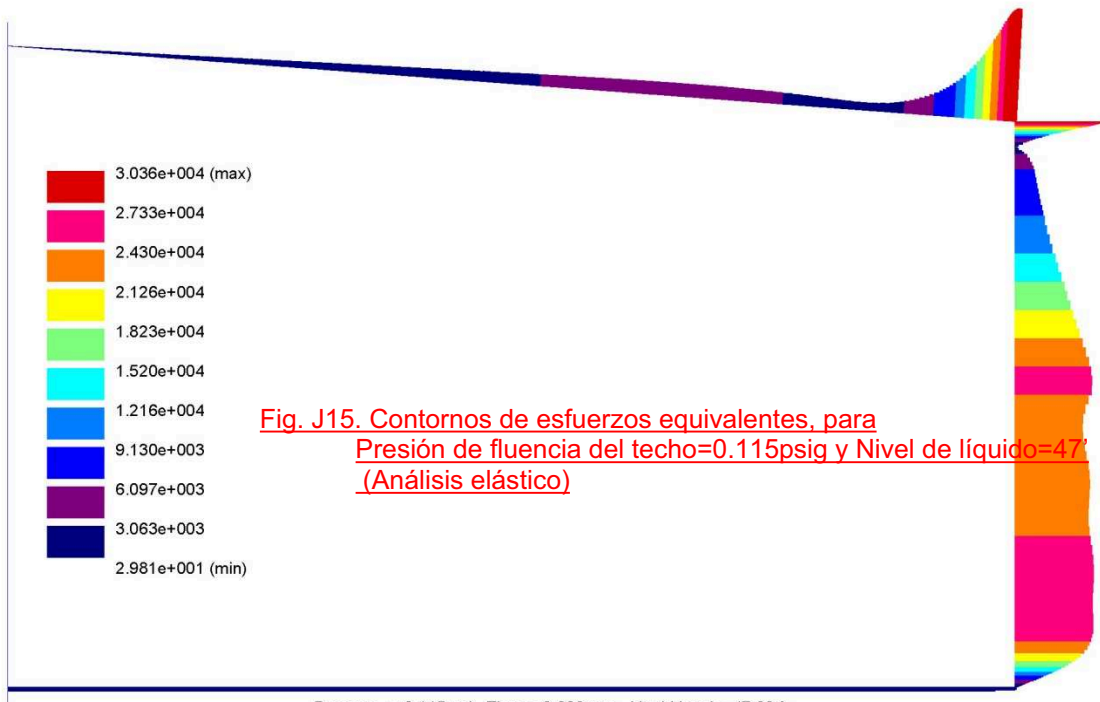 3.036e+004 (max)
2.733e+004
2.430e+004
2.126e+004
1.823e+004
1.520e+004
1.216e+004
9.130e+003
6.097e+003
3.063e+003
2.981e+001 (min)
Fig. J15. Contornos de esfuerzos equivalentes, para
Presión de fluencia del techo=0.115psig y Nivel de líquido=47'
(Análisis elástico)